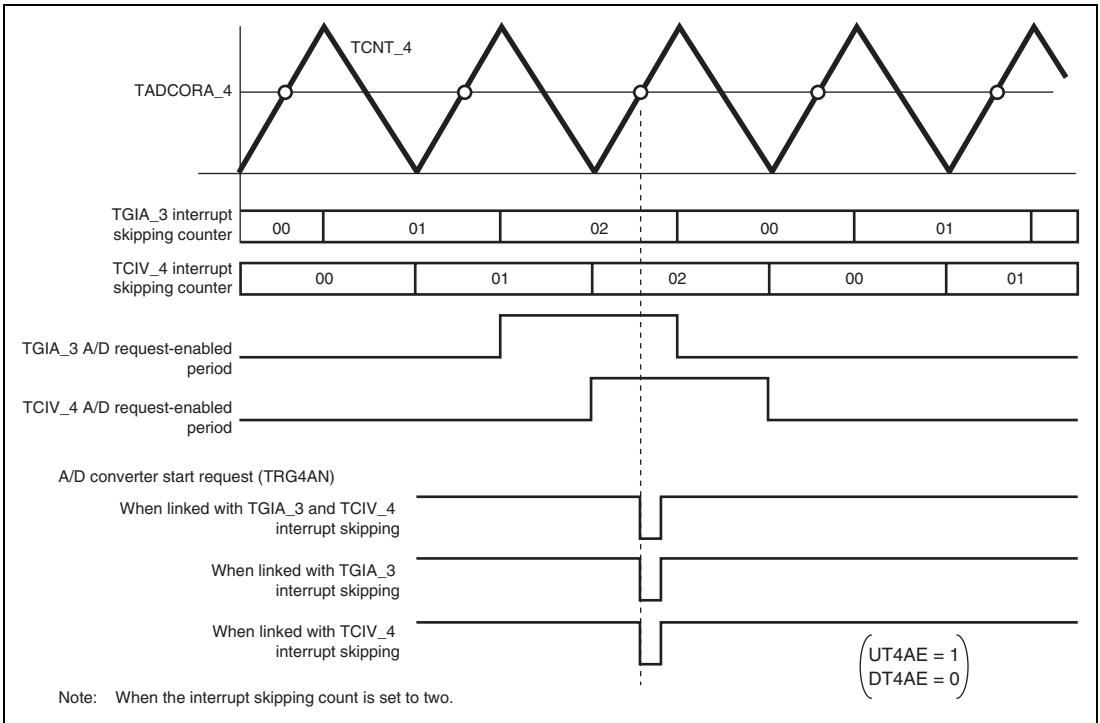 TCNT_4
TADCORA_4
TGIA_3 interrupt
skipping counter
00
01
02
00
01
TCIV_4 interrupt
skipping counter
00
01
02
00
01
TGIA_3 A/D request-enabled
period
TCIV_4 A/D request-enabled
period
A/D converter start request (TRG4AN)
When linked with TGIA_3 and TCIV_4
interrupt skipping
When linked with TGIA_3
interrupt skipping
When linked with TCIV_4
interrupt skipping
UT4AE = 1
DT4AE = 0
Note: When the interrupt skipping count is set to two.